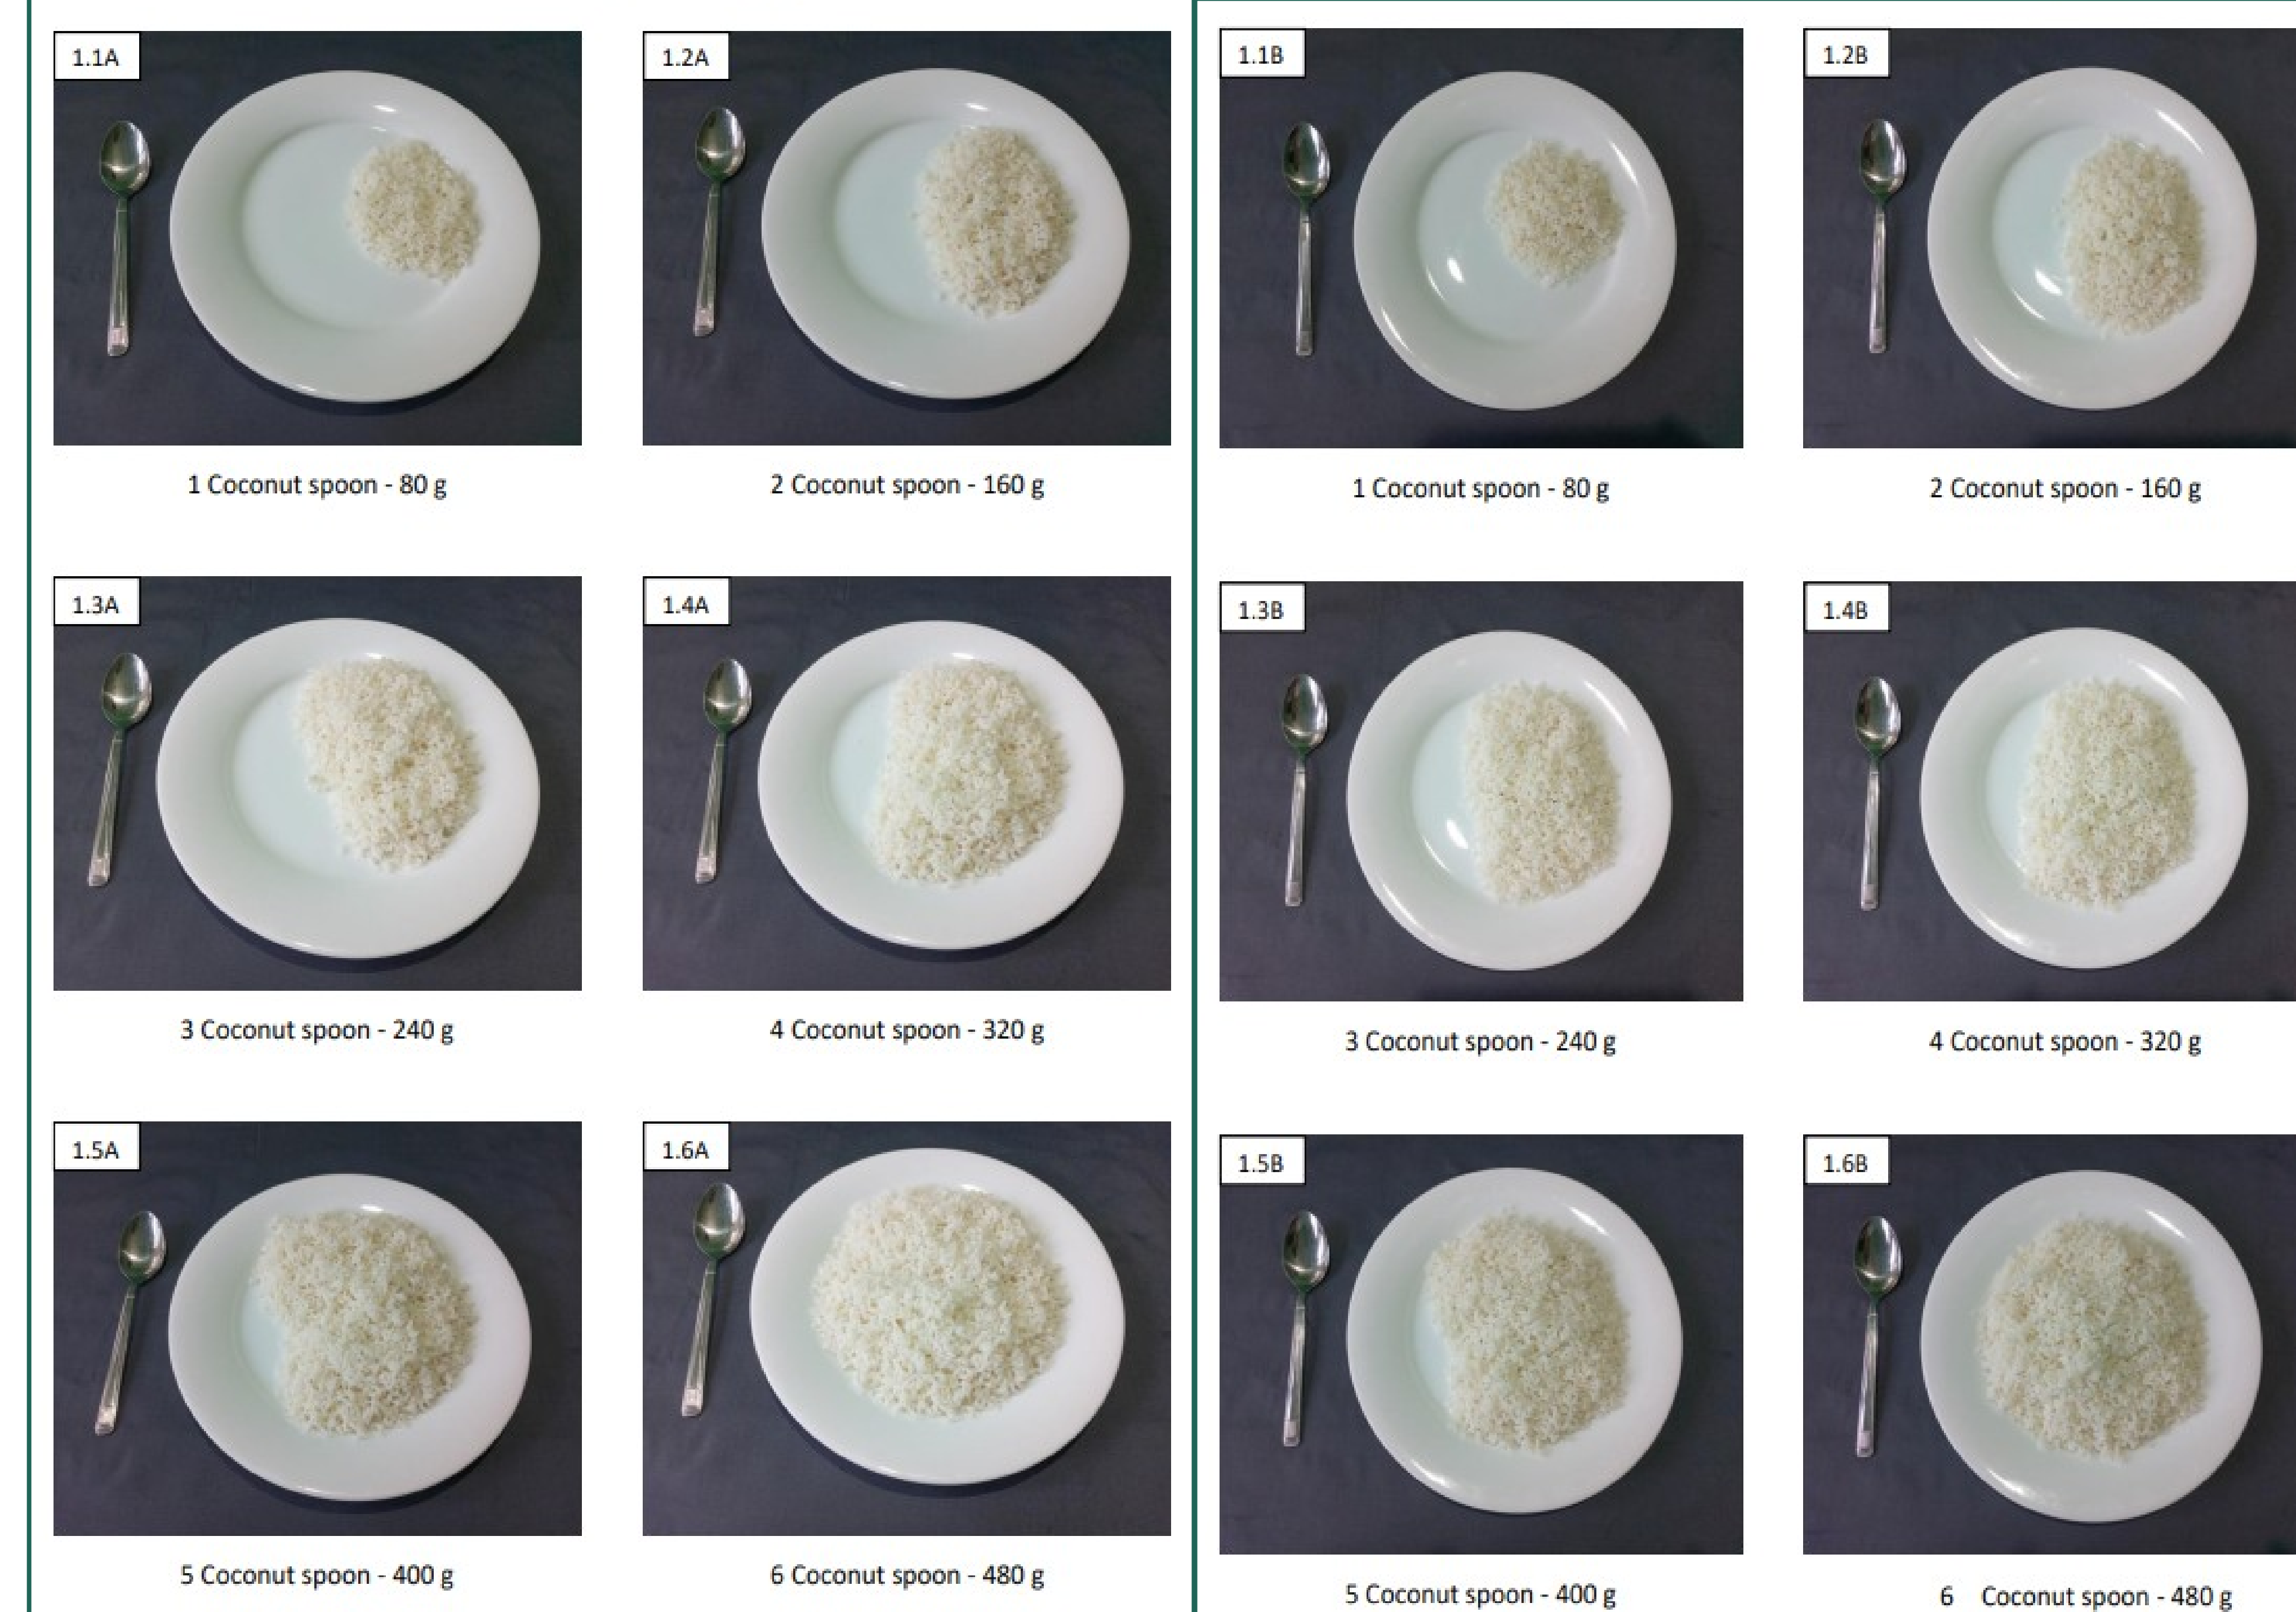 1.1A
1.2A
1 Coconut spoon - 80 g
2 Coconut spoon - 160 g
1.3A
1.4A
3 Coconut spoon - 240 g
4 Coconut spoon - 320 g
1.5A
1.6A
5 Coconut spoon - 400 g
6 Coconut spoon - 480 g
1.1B
1.2B
1 Coconut spoon - 80 g
2 Coconut spoon - 160 g
1.3B
1.4B
3 Coconut spoon - 240 g
4 Coconut spoon - 320 g
1.5B
1.6B
5 Coconut spoon - 400 g
6 Coconut spoon - 480 g